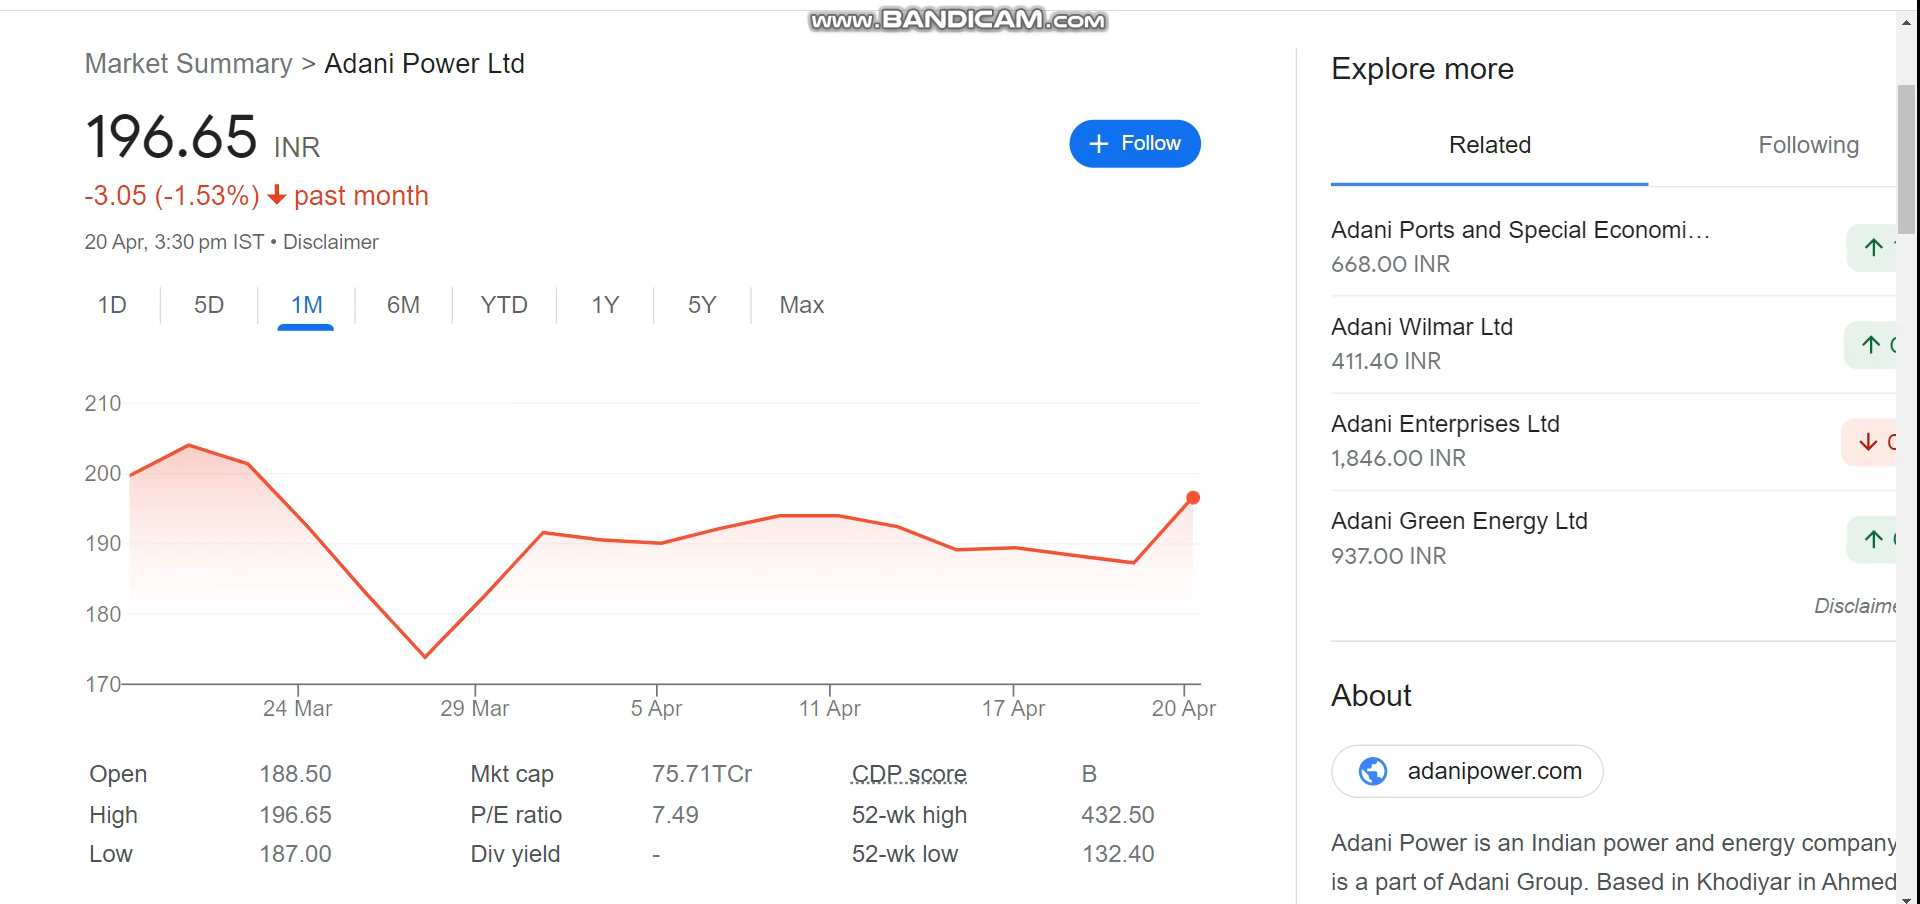 www.BANDICAM.com
Market Summary > Adani Power Ltd
196.65 INR
+ Follow
-3.05 (-1.53%) ↓ past month
20 Apr, 3:30 pm IST • Disclaimer
1D 5D 1M 6M YTD 1Y 5Y Max
210
200
190
180
170
24 Mar 29 Mar 5 Apr 11 Apr 17 Apr 20 Apr
Open 188.50 Mkt cap 75.71TCr CDP score B
High 196.65 P/E ratio 7.49 52-wk high 432.50
Low 187.00 Div yield - 52-wk low 132.40
Explore more
Related Following
Adani Ports and Special Economi...
668.00 INR
Adani Wilmar Ltd
411.40 INR
Adani Enterprises Ltd
1,846.00 INR
Adani Green Energy Ltd
937.00 INR
Disclaime
About
adanipower.com
Adani Power is an Indian power and energy company
is a part of Adani Group. Based in Khodiyar in Ahmed